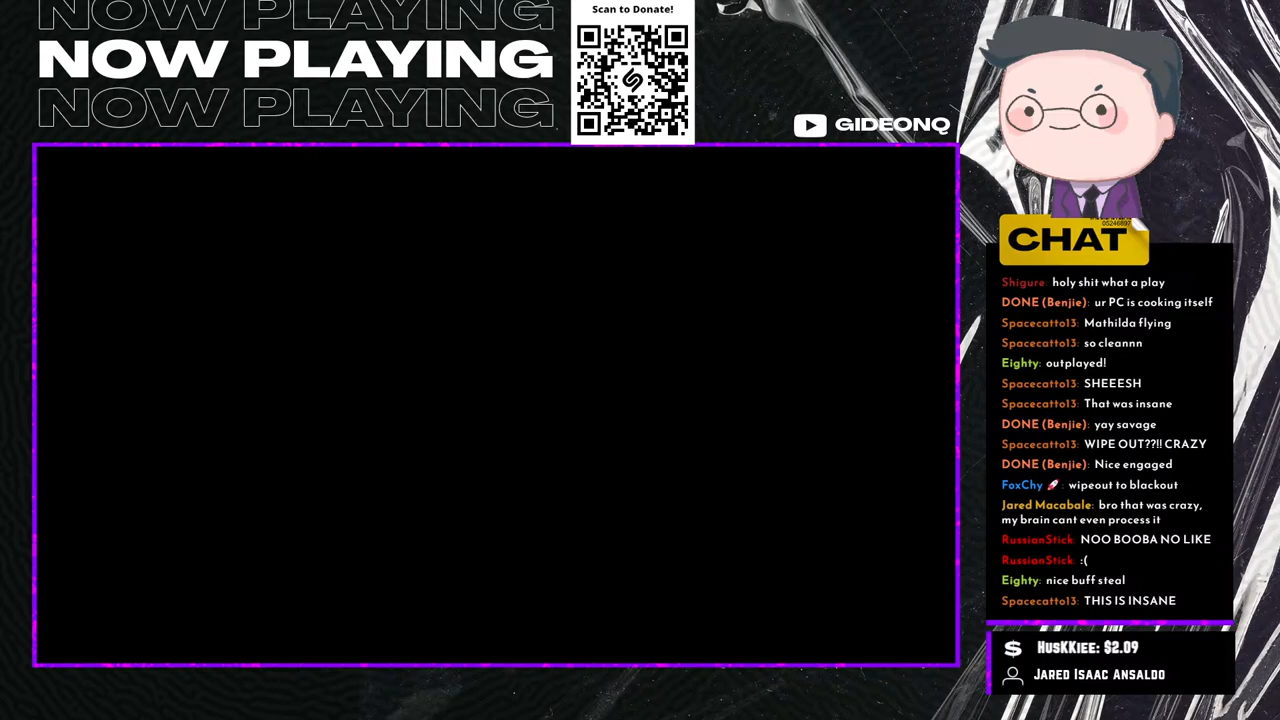 NOW PLAYING
NOW PLAYING
NOW PLAYING
Scan to Donate!
GIDEONQ
CHAT
Shigure: holy shit what a play
DONE (Benjie): ur PC is cooking itself
Spacecatto13: Mathilda flying
Spacecatto13: so cleannn
Eighty: outplayed!
Spacecatto13: SHEEESH
Spacecatto13: That was insane
DONE (Benjie): yay savage
Spacecatto13: WIPE OUT??!! CRAZY
DONE (Benjie): Nice engaged
FoxChy 🚀: wipeout to blackout
Jared Macabale: bro that was crazy,
my brain cant even process it
RussianStick: NOO BOOBA NO LIKE
RussianStick: :(
Eighty: nice buff steal
Spacecatto13: THIS IS INSANE
$ HusKKiee: $2.09
Jared Isaac Ansaldo